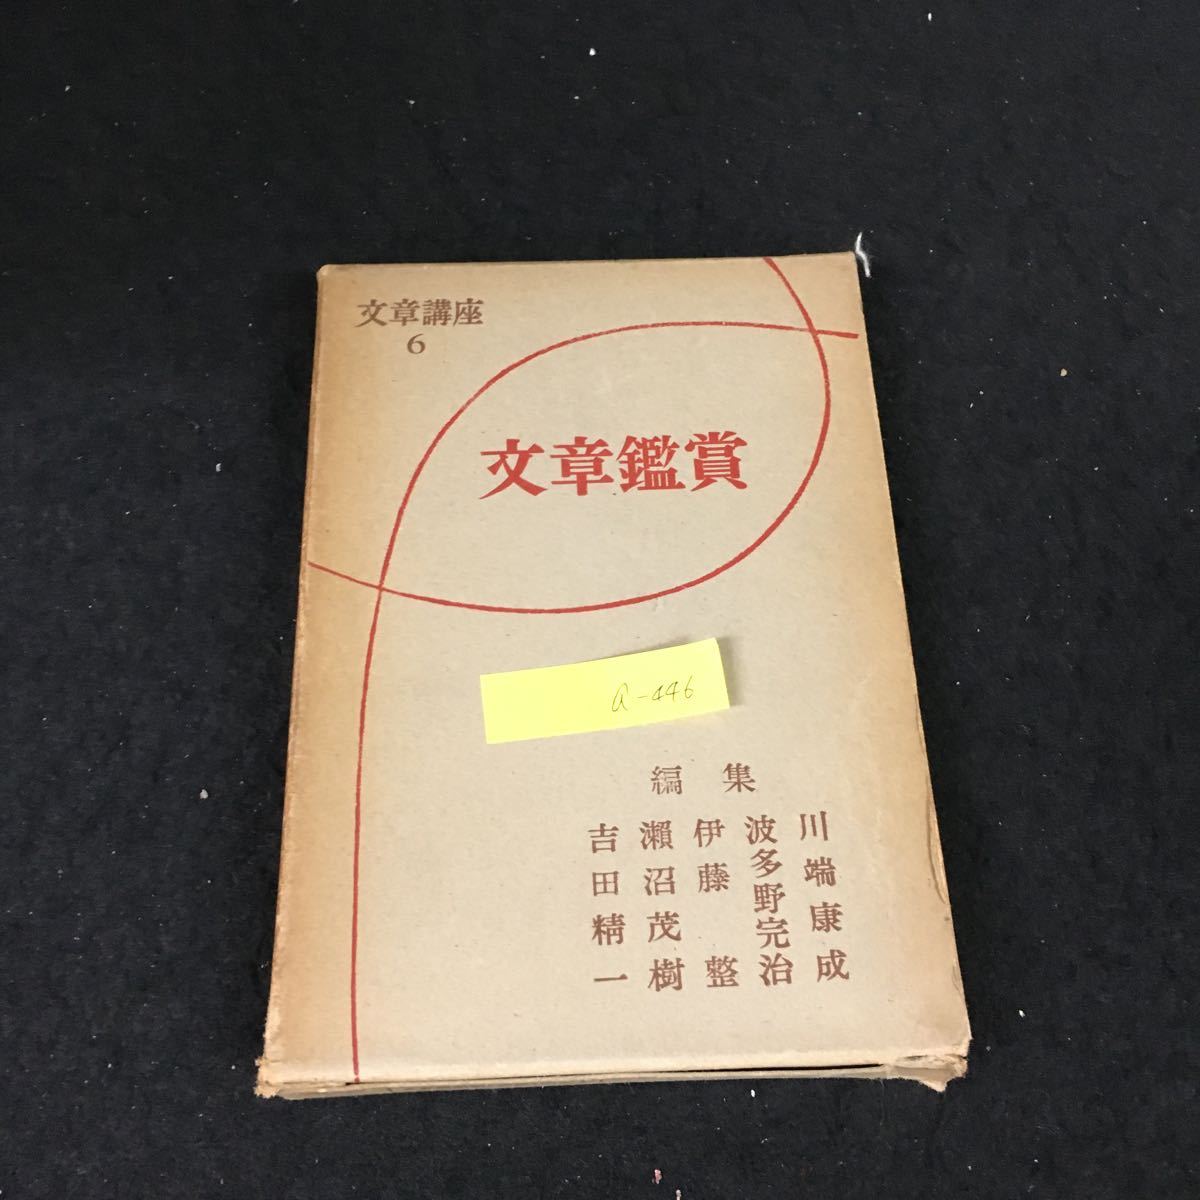 文章講座
6
文章鑑賞
a-446
編集
川端康成
波多野完治
伊藤整
瀬沼茂樹
吉田精一